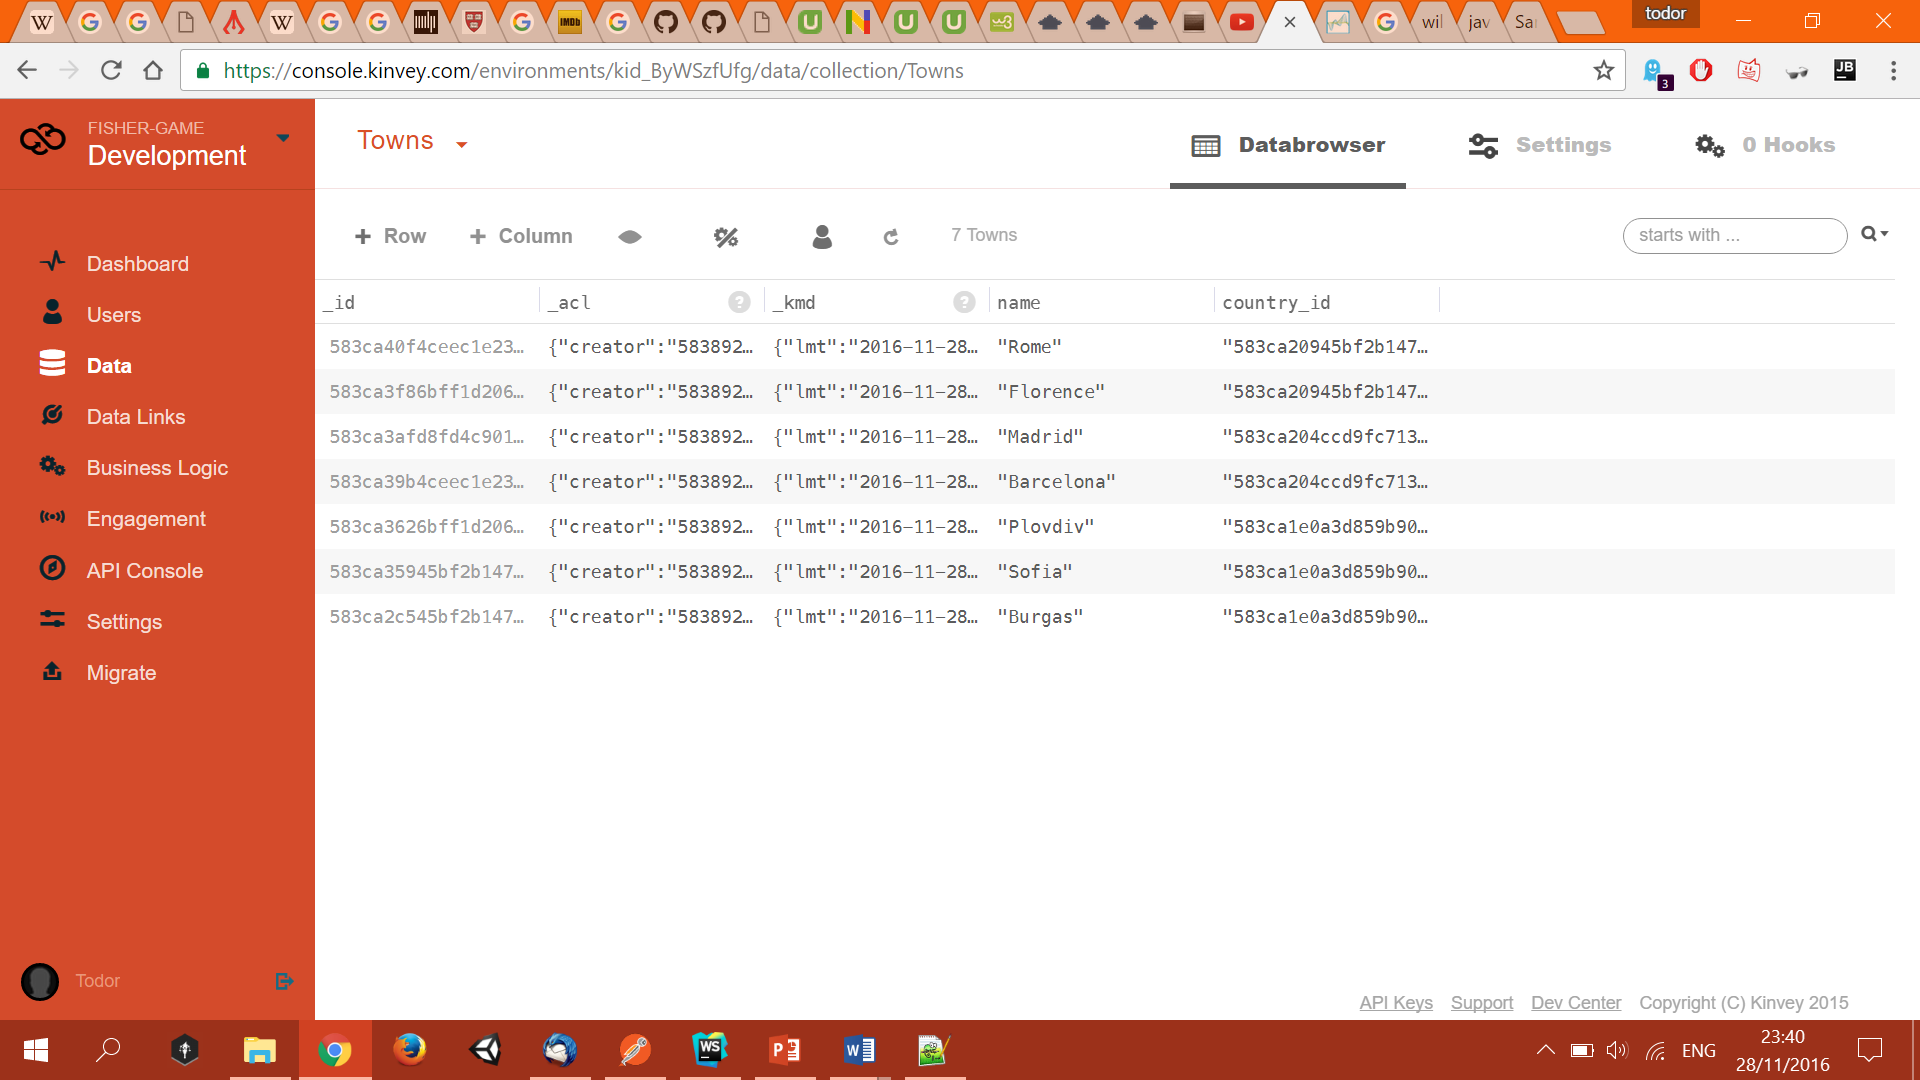 todor
wil
jav
Sa
https://console.kinvey.com/environments/kid_ByWSzfUfg/data/collection/Towns
3
JB
FISHER-GAME
Development
Towns
Databrowser
Settings
0 Hooks
+ Row
+ Column
7 Towns
starts with ...
Dashboard
Users
Data
Data Links
Business Logic
Engagement
API Console
Settings
Migrate
_id _acl ? _kmd ? name country_id
583ca40f4ceec1e23… {"creator":"583892… {"lmt":"2016-11-28… "Rome" "583ca20945bf2b147…
583ca3f86bff1d206… {"creator":"583892… {"lmt":"2016-11-28… "Florence" "583ca20945bf2b147…
583ca3afd8fd4c901… {"creator":"583892… {"lmt":"2016-11-28… "Madrid" "583ca204ccd9fc713…
583ca39b4ceec1e23… {"creator":"583892… {"lmt":"2016-11-28… "Barcelona" "583ca204ccd9fc713…
583ca3626bff1d206… {"creator":"583892… {"lmt":"2016-11-28… "Plovdiv" "583ca1e0a3d859b90…
583ca35945bf2b147… {"creator":"583892… {"lmt":"2016-11-28… "Sofia" "583ca1e0a3d859b90…
583ca2c545bf2b147… {"creator":"583892… {"lmt":"2016-11-28… "Burgas" "583ca1e0a3d859b90…
Todor
API Keys Support Dev Center Copyright (C) Kinvey 2015
WS
ENG
23:40
28/11/2016